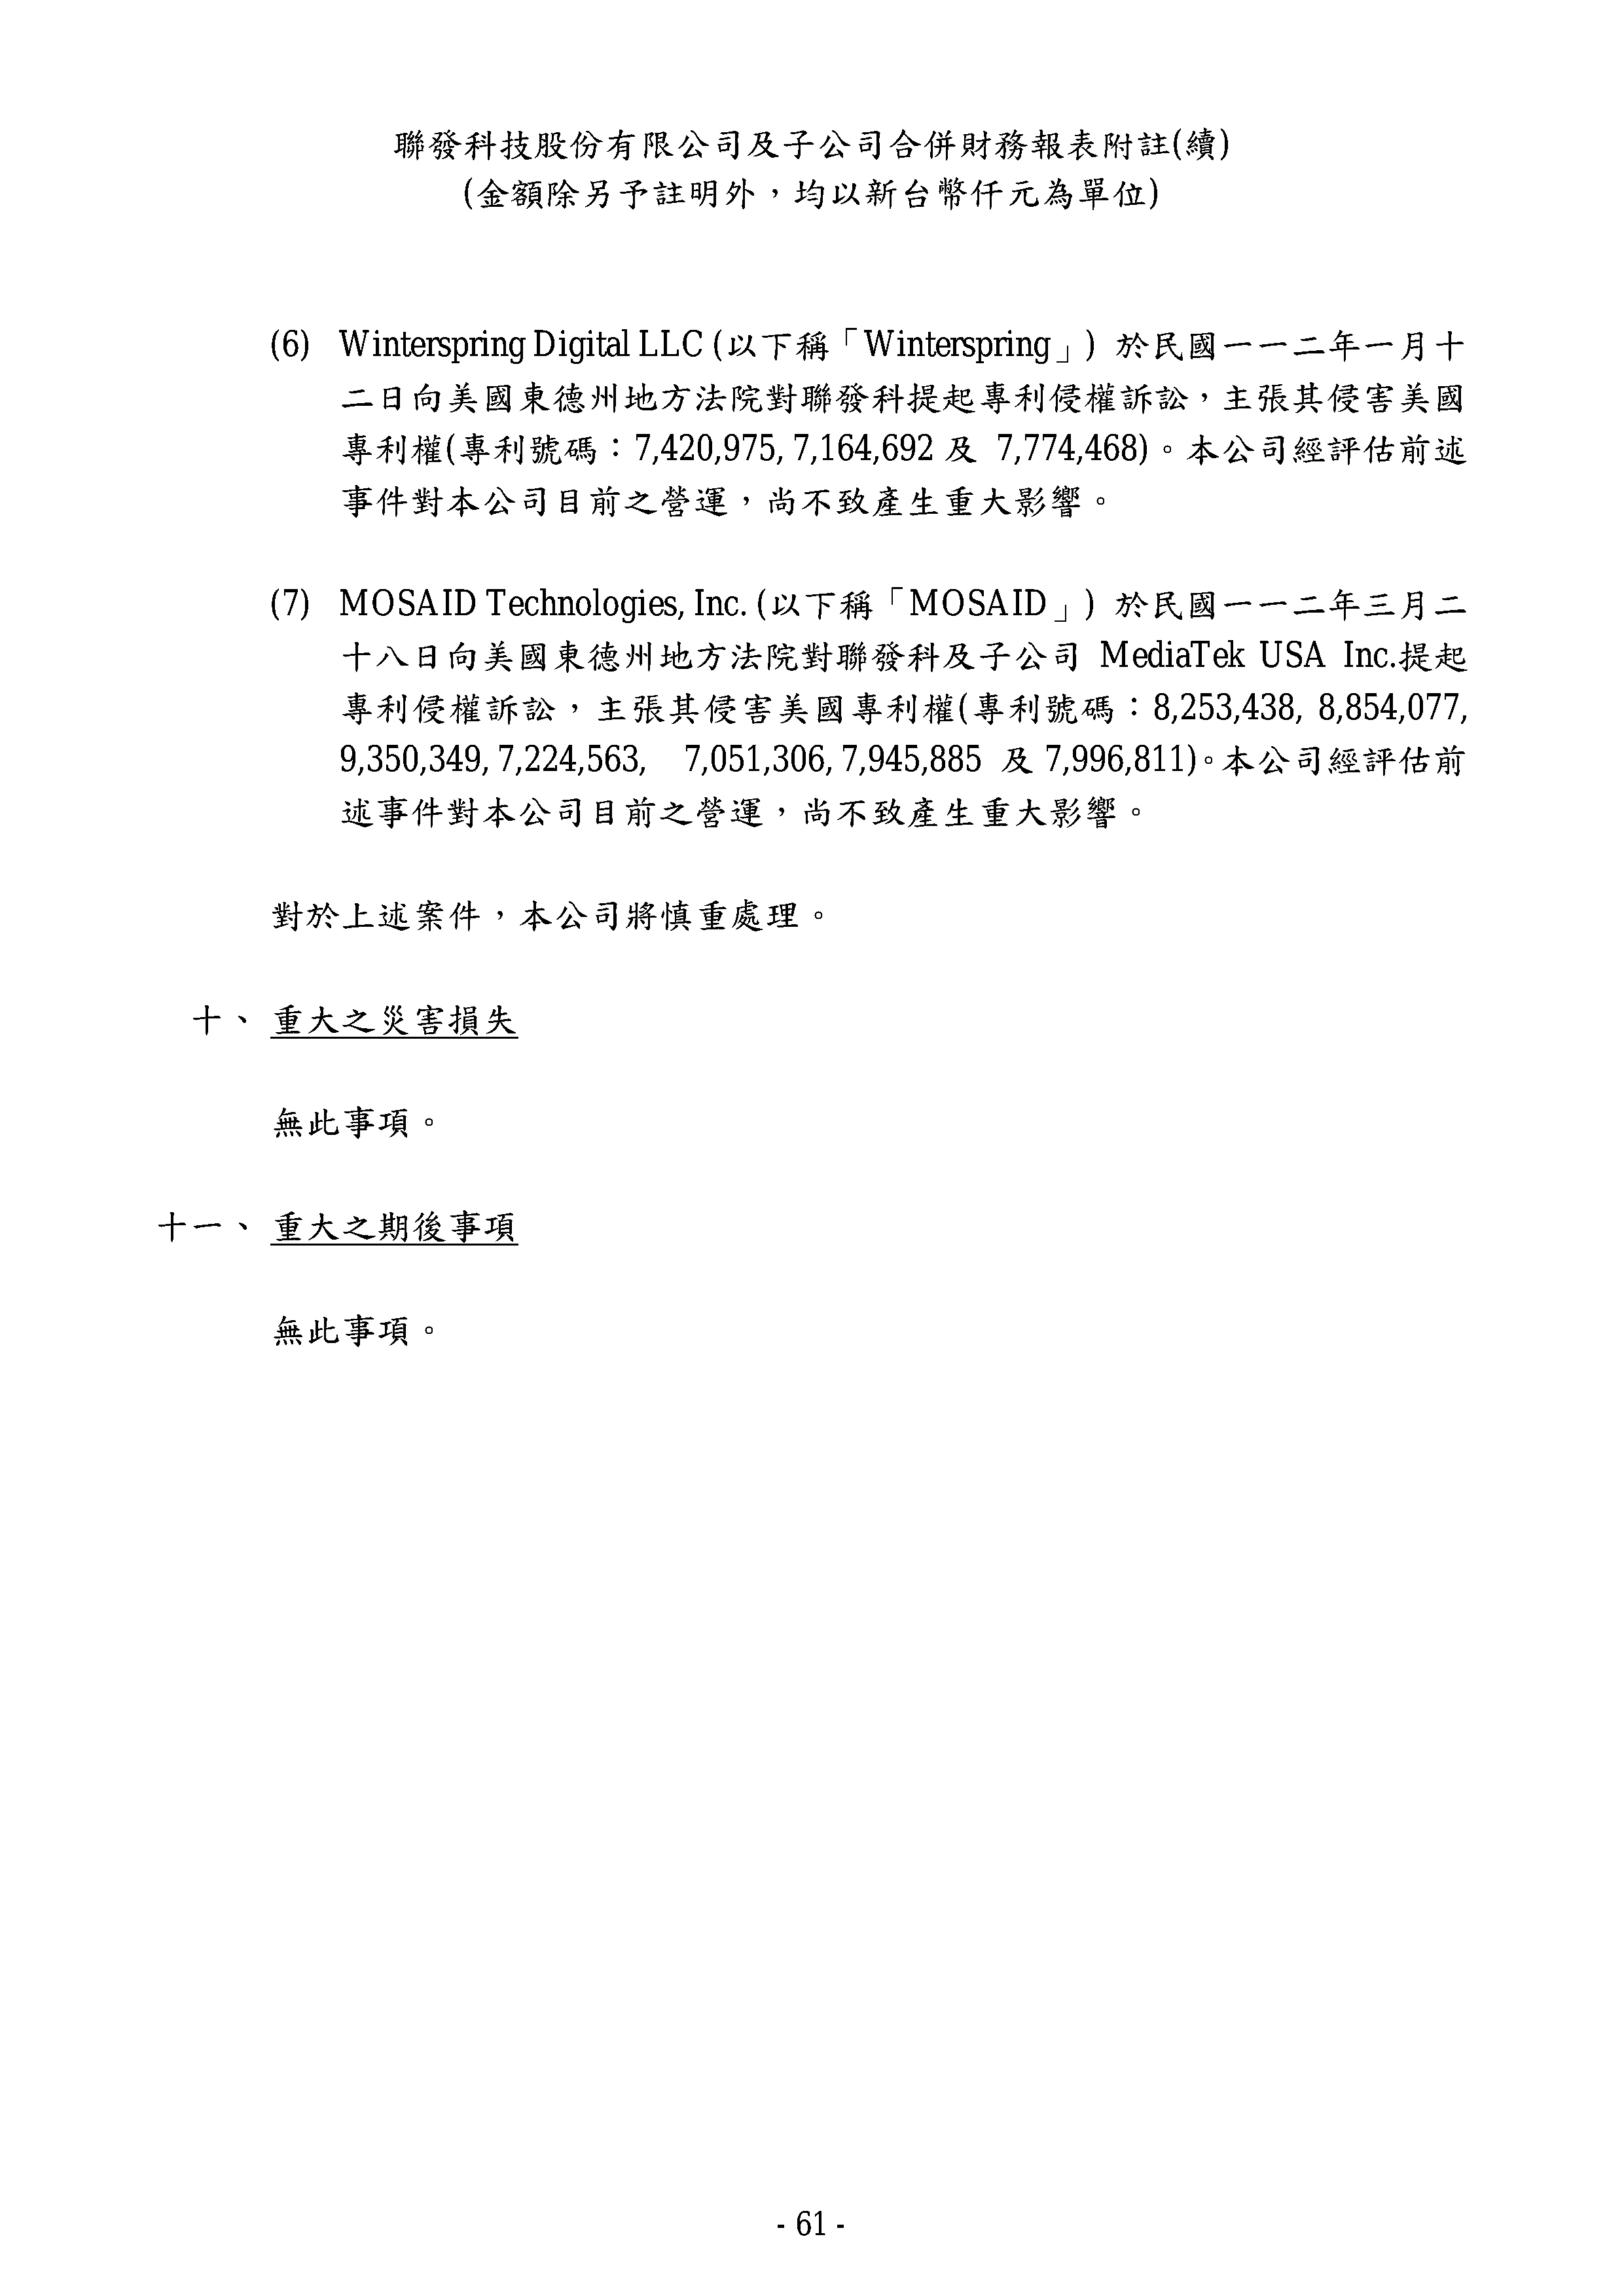 聯發科技股份有限公司及子公司合併財務報表附註(續)
(金額除另予註明外，均以新台幣仟元為單位)
(6) Winterspring Digital LLC (以下稱「Winterspring」) 於民國一一二年一月十
二日向美國東德州地方法院對聯發科提起專利侵權訴訟，主張其侵害美國
專利權(專利號碼：7,420,975, 7,164,692 及 7,774,468)。本公司經評估前述
事件對本公司目前之營運，尚不致產生重大影響。
(7) MOSAID Technologies, Inc. (以下稱「MOSAID」) 於民國一一二年三月二
十八日向美國東德州地方法院對聯發科及子公司 MediaTek USA Inc.提起
專利侵權訴訟，主張其侵害美國專利權(專利號碼：8,253,438, 8,854,077,
9,350,349, 7,224,563, 7,051,306, 7,945,885 及 7,996,811)。本公司經評估前
述事件對本公司目前之營運，尚不致產生重大影響。
對於上述案件，本公司將慎重處理。
十、 重大之災害損失
無此事項。
十一、 重大之期後事項
無此事項。
- 61 -